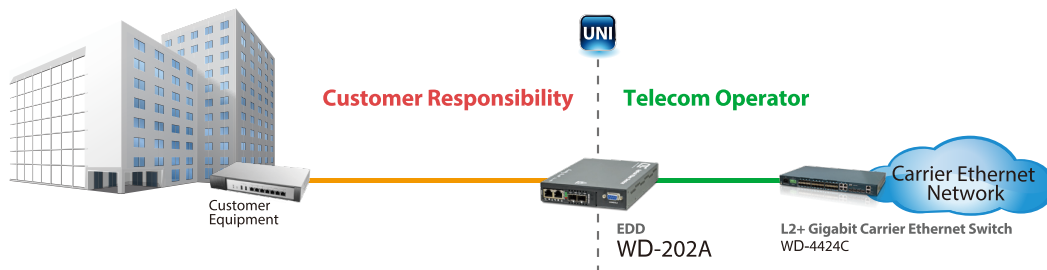 UNI
Customer Responsibility
Telecom Operator
Customer
Equipment
EDD
WD-202A
L2+ Gigabit Carrier Ethernet Switch
WD-4424C
Carrier Ethernet
Network